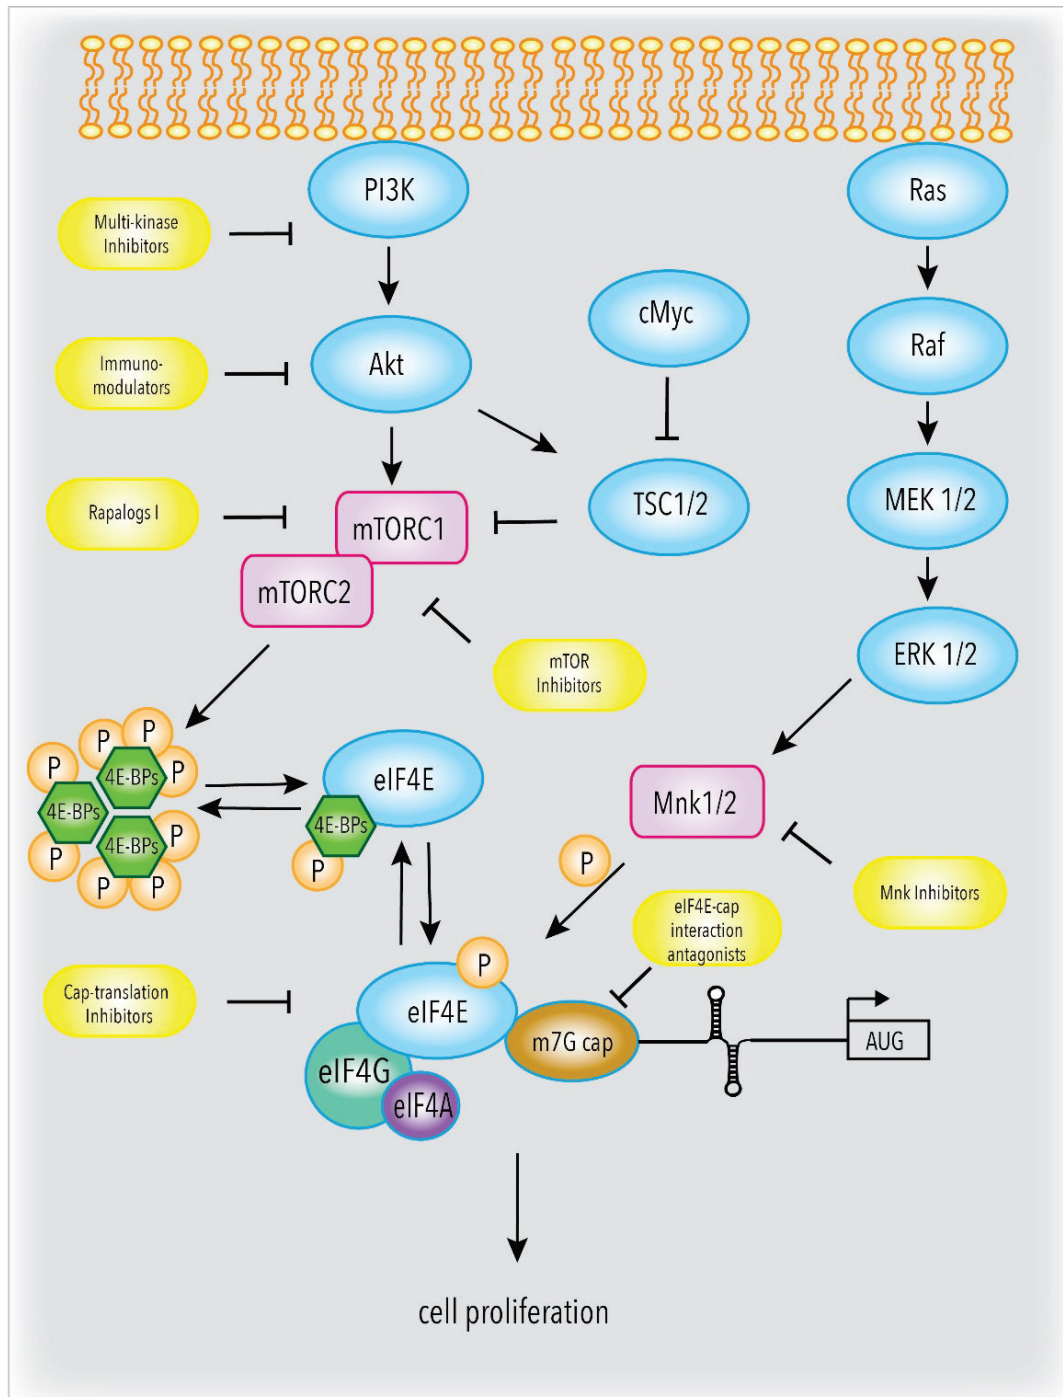 PI3K
Ras
Multi-kinase
Inhibitors
cMyc
Raf
Akt
Immuno-
modulators
Rapalogs I
mTORC1
TSC1/2
MEK 1/2
mTORC2
mTOR
Inhibitors
ERK 1/2
P
P
P
P
4E-BPs
4E-BPs
4E-BPs
P
P
P
P
P
eIF4E
4E-BPs
P
Mnk1/2
P
Mnk Inhibitors
eIF4E-cap
interaction
antagonists
Cap-translation
Inhibitors
P
eIF4E
m7G cap
AUG
eIF4G
eIF4A
cell proliferation